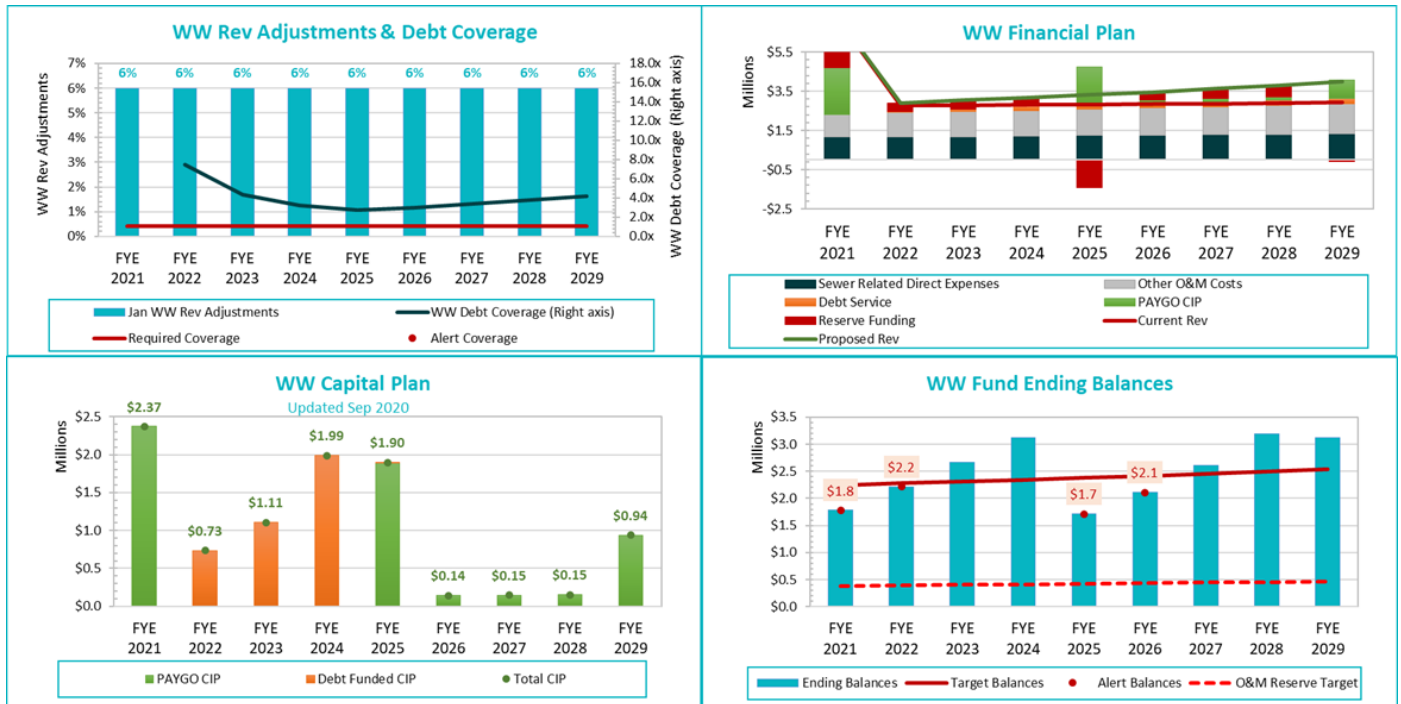 WW Rev Adjustments & Debt Coverage
WW Rev Adjustments
7%
6%
5%
4%
3%
2%
1%
0%
6% 6% 6% 6% 6% 6% 6% 6% 6%
18.0x
16.0x
14.0x
12.0x
10.0x
8.0x
6.0x
4.0x
2.0x
0.0x
WW Debt Coverage (Right axis)
FYE FYE FYE FYE FYE FYE FYE FYE FYE
2021 2022 2023 2024 2025 2026 2027 2028 2029
Jan WW Rev Adjustments WW Debt Coverage (Right axis)
Required Coverage Alert Coverage
WW Financial Plan
Millions
$5.5
$3.5
$1.5
-$0.5
-$2.5
FYE FYE FYE FYE FYE FYE FYE FYE FYE
2021 2022 2023 2024 2025 2026 2027 2028 2029
Sewer Related Direct Expenses Other O&M Costs
Debt Service PAYGO CIP
Reserve Funding Current Rev
Proposed Rev
WW Capital Plan
Updated Sep 2020
Millions
$2.5
$2.0
$1.5
$1.0
$0.5
$0.0
$2.37 $0.73 $1.11 $1.99 $1.90 $0.14 $0.15 $0.15 $0.94
FYE FYE FYE FYE FYE FYE FYE FYE FYE
2021 2022 2023 2024 2025 2026 2027 2028 2029
PAYGO CIP Debt Funded CIP Total CIP
WW Fund Ending Balances
Millions
$3.5
$3.0
$2.5
$2.0
$1.5
$1.0
$0.5
$0.0
$1.8 $2.2 $1.7 $2.1
FYE FYE FYE FYE FYE FYE FYE FYE FYE
2021 2022 2023 2024 2025 2026 2027 2028 2029
Ending Balances Target Balances Alert Balances O&M Reserve Target